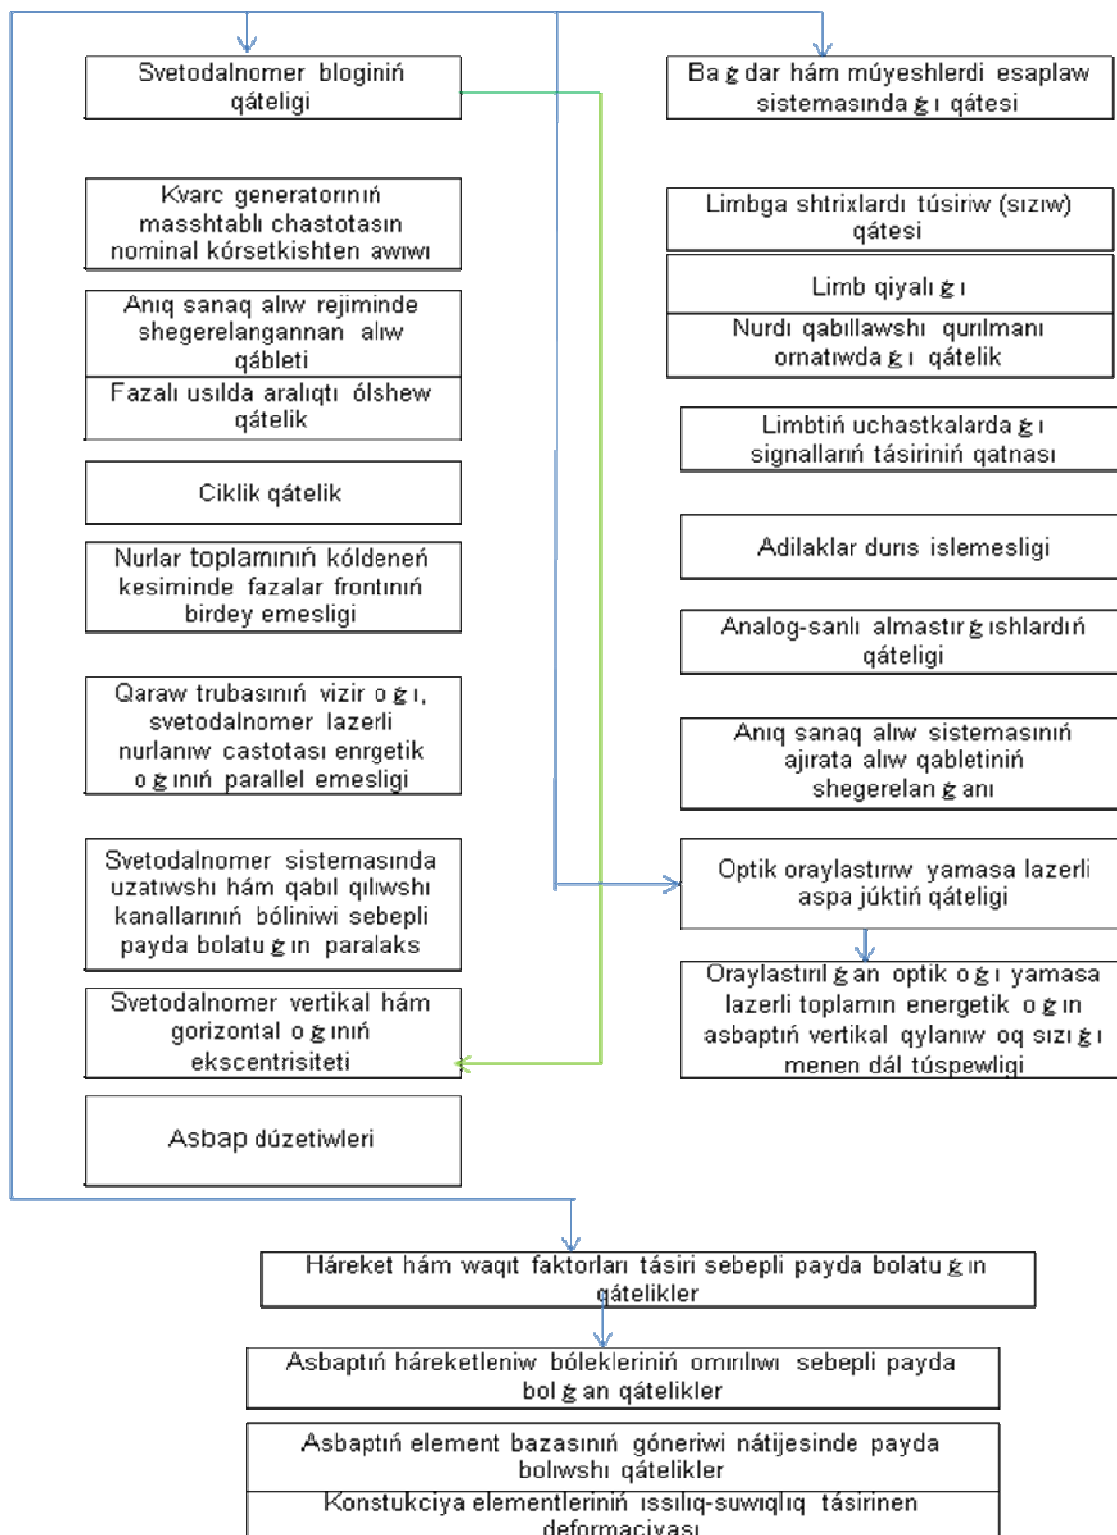 Svetodalnomer bloginiń
qáteligi
Kvarc generatorınıń
masshtablı chastotasın
nominal kórsetkishten awıwı
Anıq sanaq alıw rejiminde
shegerelangannan alıw
qábleti
Fazalı usılda aralıqtı ólshew
qátelik
Ciklik qátelik
Nurlar toplamınıń kóldeneń
kesiminde fazalar frontınıń
birdey emesligi
Qaraw trubasınıń vizir oǵı,
svetodalnomer lazerli
nurlanıw castotası enrgetik
oǵınıń parallel emesligi
Svetodalnomer sistemasında
uzatıwshı hám qabıl qılıwshı
kanallarınıń bóliniwi sebepli
payda bolatuǵın paralaks
Svetodalnomer vertikal hám
gorizontal oǵınıń
ekscentrisiteti
Asbap dúzetiwleri
Baǵdar hám múyeshlerdi esaplaw
sistemasındaǵı qátesi
Limbga shtrixlardı túsiriw (sızıw)
qátesi
Limb qiyalıǵı
Nurdı qabıllawshı qurılmanı
ornatıwdaǵı qátelik
Limbtiń uchastkalardaǵı
signallarıń tásiriniń qatnası
Adilaklar durıs islemesligi
Analog-sanlı almastırǵıshlardıń
qáteligi
Anıq sanaq alıw sistemasınıń
ajırata alıw qabletiniń
shegerelanǵanı
Optik oraylastırıw yamasa lazerli
aspa júktiń qáteligi
Oraylastırılǵan optik oǵı yamasa
lazerli toplamın energetik oǵın
asbaptıń vertikal qylanıw oq sızıǵı
menen dál túspewligi
Háreket hám waqıt faktorları tásiri sebepli payda bolatuǵın
qátelikler
Asbaptıń háreketleniw bólekleriniń omırılıwı sebepli payda
bolǵan qátelikler
Asbaptıń element bazasınıń góneriwi nátijesinde payda
bolıwshı qátelikler
Konstukciya elementleriniń ıssılıq-suwıqlıq tásirinen
deformaciyası